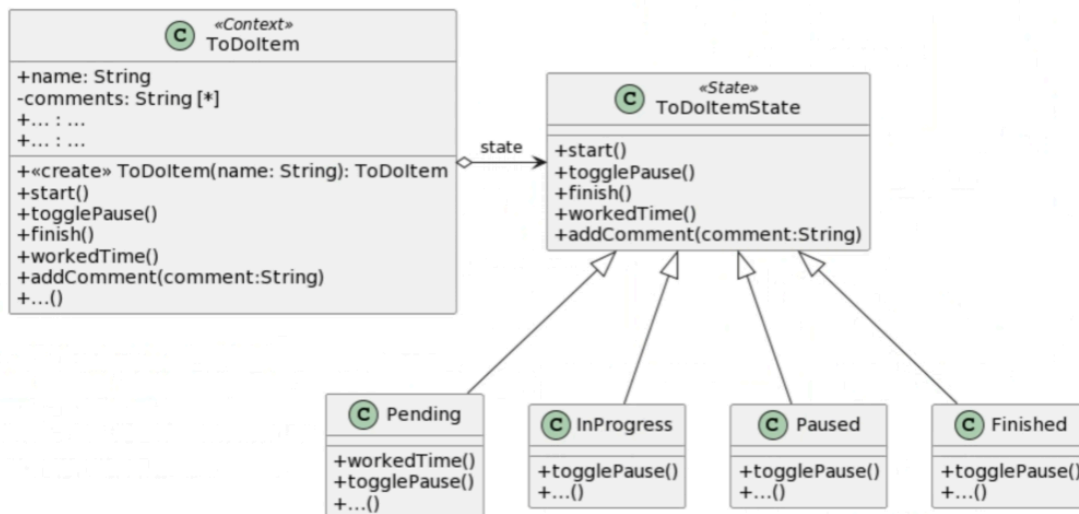 C «Context»
ToDoItem
+name: String
-comments: String [*]
+... : ...
+... : ...
+«create» ToDoItem(name: String): ToDoItem
+start()
+togglePause()
+finish()
+workedTime()
+addComment(comment:String)
+...()
state
C «State»
ToDoItemState
+start()
+togglePause()
+finish()
+workedTime()
+addComment(comment:String)
C Pending
+workedTime()
+togglePause()
+...()
C InProgress
+togglePause()
+...()
C Paused
+togglePause()
+...()
C Finished
+togglePause()
+...()